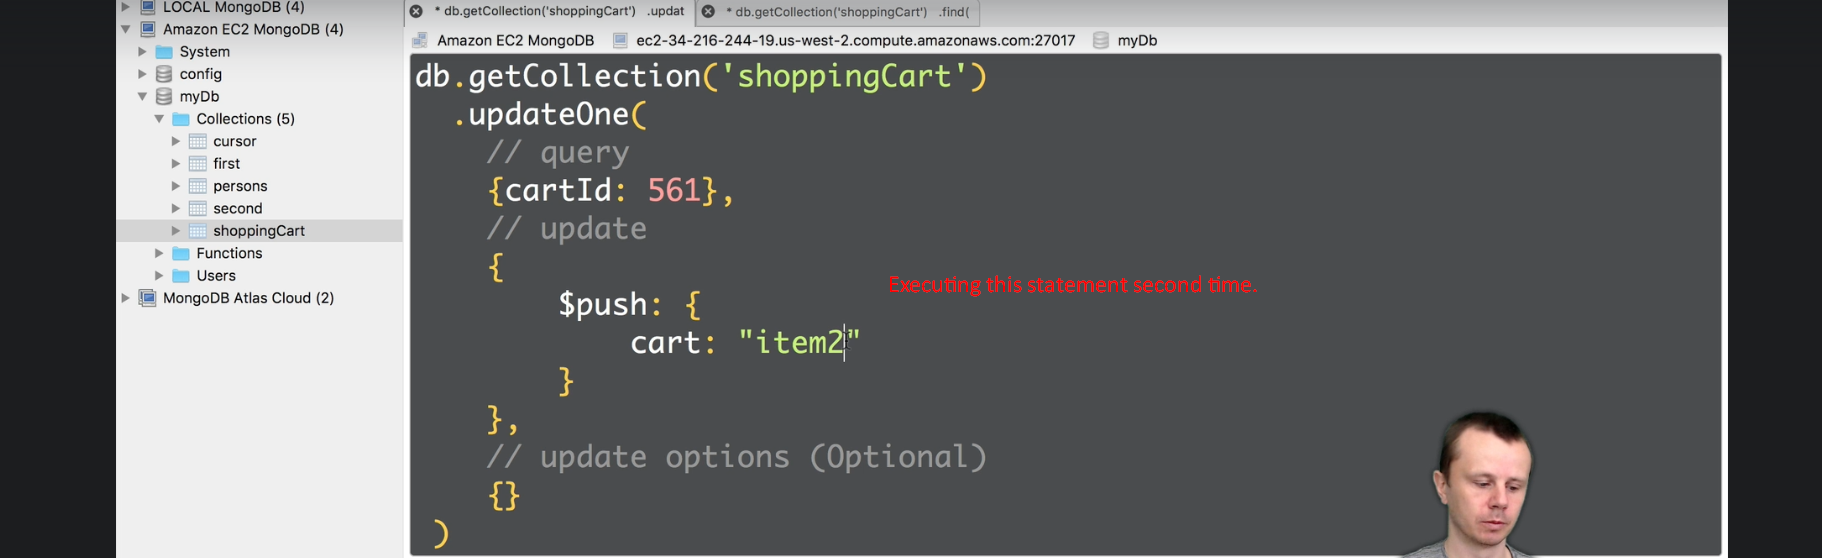 LOCAL MongoDB (4)
Amazon EC2 MongoDB (4)
System
config
myDb
Collections (5)
cursor
first
persons
second
shoppingCart
Functions
Users
MongoDB Atlas Cloud (2)
* db.getCollection('shoppingCart') .updat
* db.getCollection('shoppingCart') .find(
Amazon EC2 MongoDB ec2-34-216-244-19.us-west-2.compute.amazonaws.com:27017 myDb
db.getCollection('shoppingCart')
.updateOne(
// query
{cartId: 561},
// update
{
$push: {
cart: "item2"
}
},
// update options (Optional)
{}
)
Executing this statement second time.